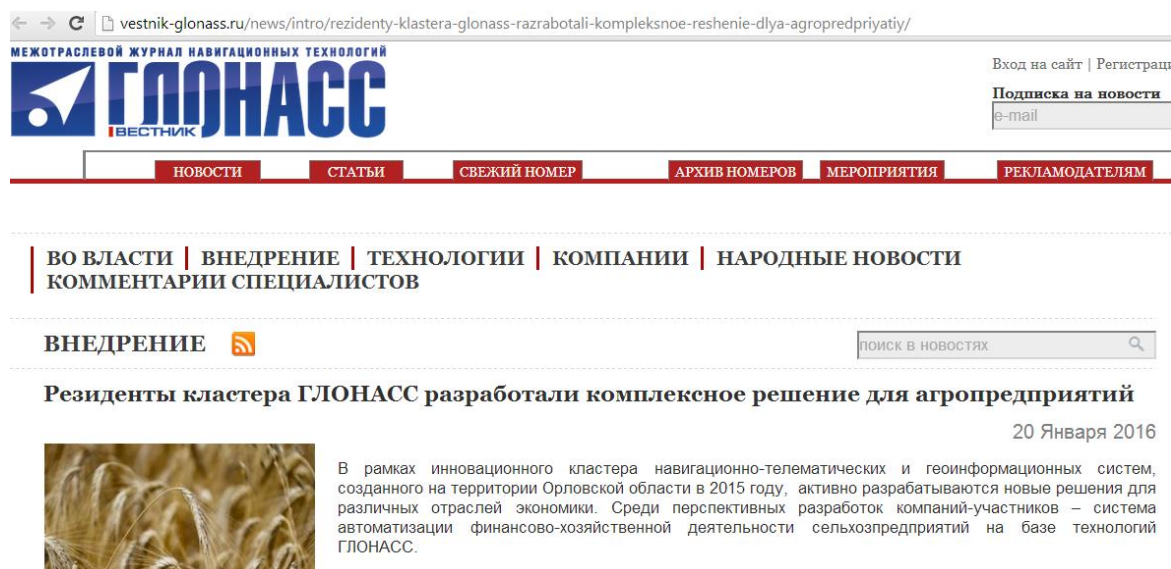 vestnik-glonass.ru/news/intro/rezidenty-klastera-glonass-razrabotali-kompleksnoe-reshenie-dlya-agropredpriyatiy/
МЕЖОТРАСЛЕВОЙ ЖУРНАЛ НАВИГАЦИОННЫХ ТЕХНОЛОГИЙ
ВЕСТНИК ГЛОНАСС
Вход на сайт | Регистраци
Подписка на новости
e-mail
НОВОСТИ СТАТЬИ СВЕЖИЙ НОМЕР АРХИВ НОМЕРОВ МЕРОПРИЯТИЯ РЕКЛАМОДАТЕЛЯМ
ВО ВЛАСТИ | ВНЕДРЕНИЕ | ТЕХНОЛОГИИ | КОМПАНИИ | НАРОДНЫЕ НОВОСТИ
КОММЕНТАРИИ СПЕЦИАЛИСТОВ
ВНЕДРЕНИЕ
поиск в новостях
Резиденты кластера ГЛОНАСС разработали комплексное решение для агропредприятий
20 Января 2016
В рамках инновационного кластера навигационно-телематических и геоинформационных систем,
созданного на территории Орловской области в 2015 году, активно разрабатываются новые решения для
различных отраслей экономики. Среди перспективных разработок компаний-участников – система
автоматизации финансово-хозяйственной деятельности сельхозпредприятий на базе технологий
ГЛОНАСС.